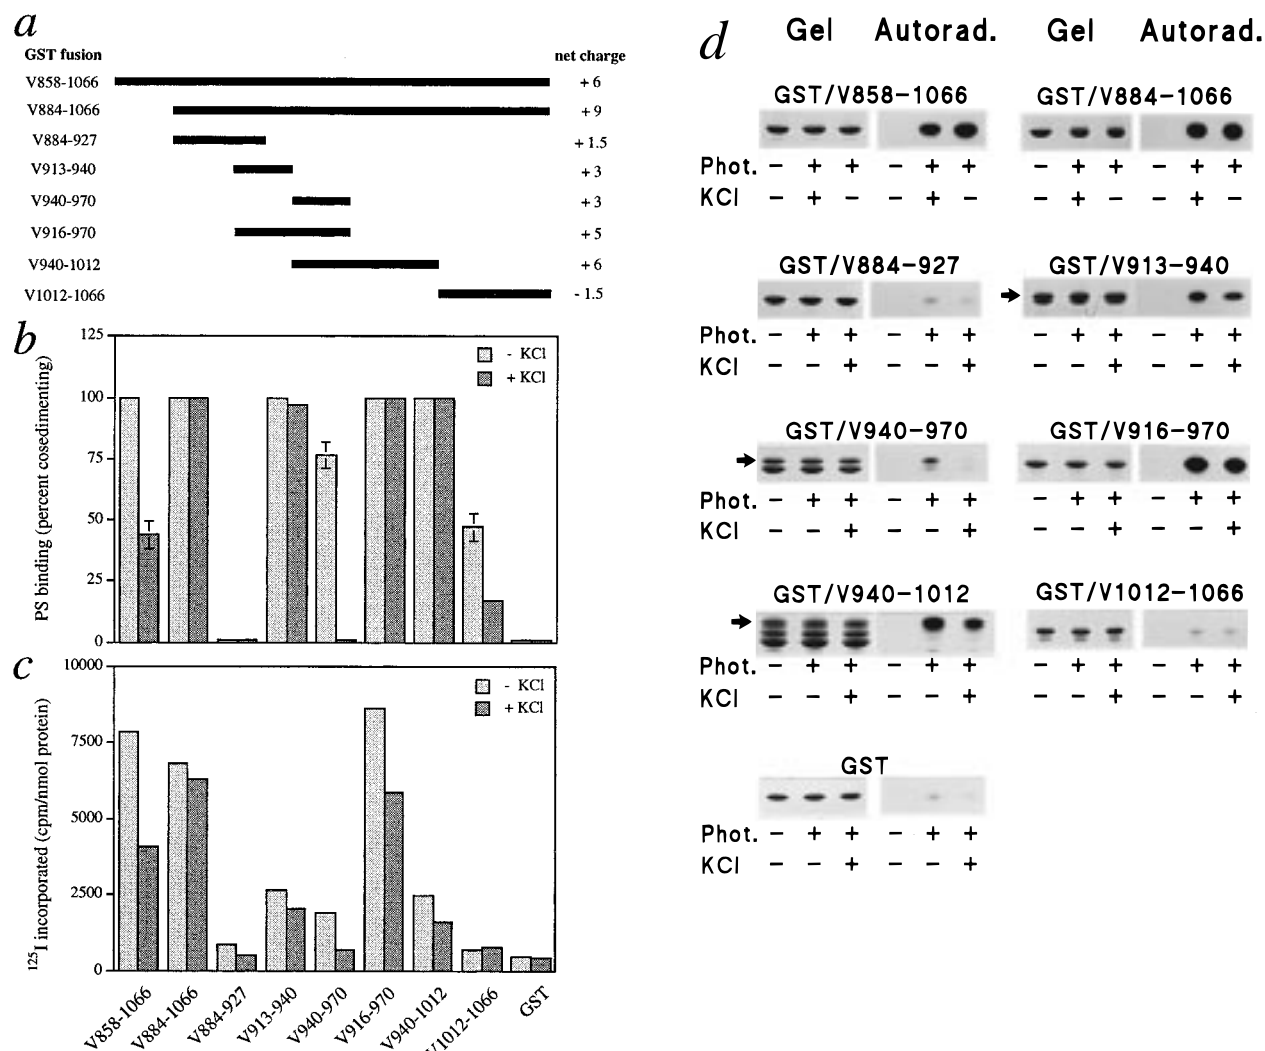 a
GST fusion net charge
V858-1066 + 6
V884-1066 + 9
V884-927 + 1.5
V913-940 + 3
V940-970 + 3
V916-970 + 5
V940-1012 + 6
V1012-1066 - 1.5
b
PS binding (percent cosedimenting)
125
100
75
50
25
0
- KCl
+ KCl
c
125I incorporated (cpm/nmol protein)
10000
7500
5000
2500
0
- KCl
+ KCl
V858-1066
V884-1066
V884-927
V913-940
V940-970
V916-970
V940-1012
V1012-1066
GST
d
Gel Autorad. Gel Autorad.
GST/V858-1066 GST/V884-1066
Phot. - + + - + + - + + - + +
KCl - + - - + - - + - - + -
GST/V884-927 GST/V913-940
Phot. - + + - + + - + + - + +
KCl - - + - - + - - + - - +
GST/V940-970 GST/V916-970
Phot. - + + - + + - + + - + +
KCl - - + - - + - - + - - +
GST/V940-1012 GST/V1012-1066
Phot. - + + - + + - + + - + +
KCl - - + - - + - - + - - +
GST
Phot. - + + - + +
KCl - - + - - +